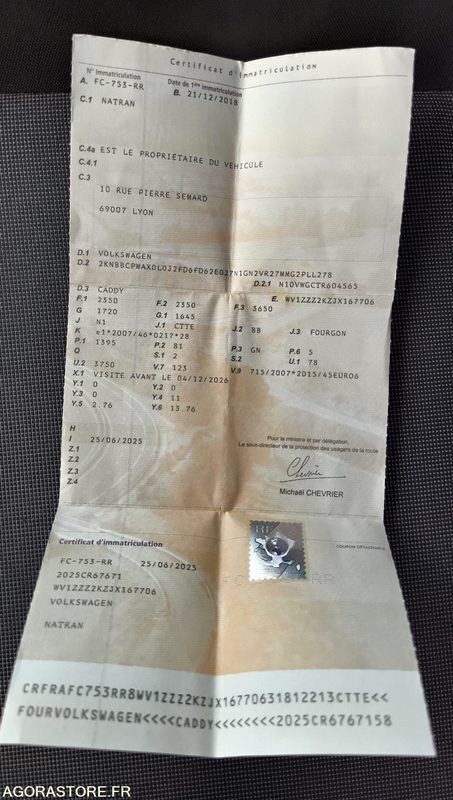 Certificat d'Immatriculation
N° Immatriculation
A. FC-753-RR
Date de 1ère immatriculation
B. 21/12/2018
C.1 NATRAN
C.4a EST LE PROPRIÉTAIRE DU VÉHICULE
C.4.1
C.3
10 RUE PIERRE SEMARD
69007 LYON
D.1 VOLKSWAGEN
D.2 2KNBBCPWAX0L0J2FD6FD62E027N1GN2VR27MMG2PLL278
D.2.1 N10VWGCTR604565
D.3 CADDY
E. WV1ZZZ2KZJX167706
F.1 2350 F.2 2350 F.3 3650
G 1720 G.1 1645
J N1 J.1 CTTE J.2 BB J.3 FOURGON
K e1*2007/46*0217*28
P.1 1395 P.2 81 P.3 GN P.6 5
Q S.1 2 S.2 U.1 78
U.2 3750 V.7 123 V.9 715/2007*2015/45EURO6
X.1 VISITE AVANT LE 04/12/2026
Y.1 0 Y.2 0
Y.3 0 Y.4 11
Y.5 2.76 Y.6 13.76
H
I 25/06/2025
Z.1
Z.2
Z.3
Z.4
Pour le ministre et par délégation,
Le sous-directeur de la protection des usagers de la route
Chevrier
Michaël CHEVRIER
Certificat d'immatriculation
COUPON DÉTACHABLE
FC-753-RR 25/06/2025
2025CR67671
WV1ZZZ2KZJX167706
VOLKSWAGEN
NATRAN
FC-753-RR
CRFRAFC753RR8WV1ZZZ2KZJX16770631812213CTTE<<
FOURVOLKSWAGEN<<<<CADDY<<<<<<<<2025CR6767158
AGORASTORE.FR